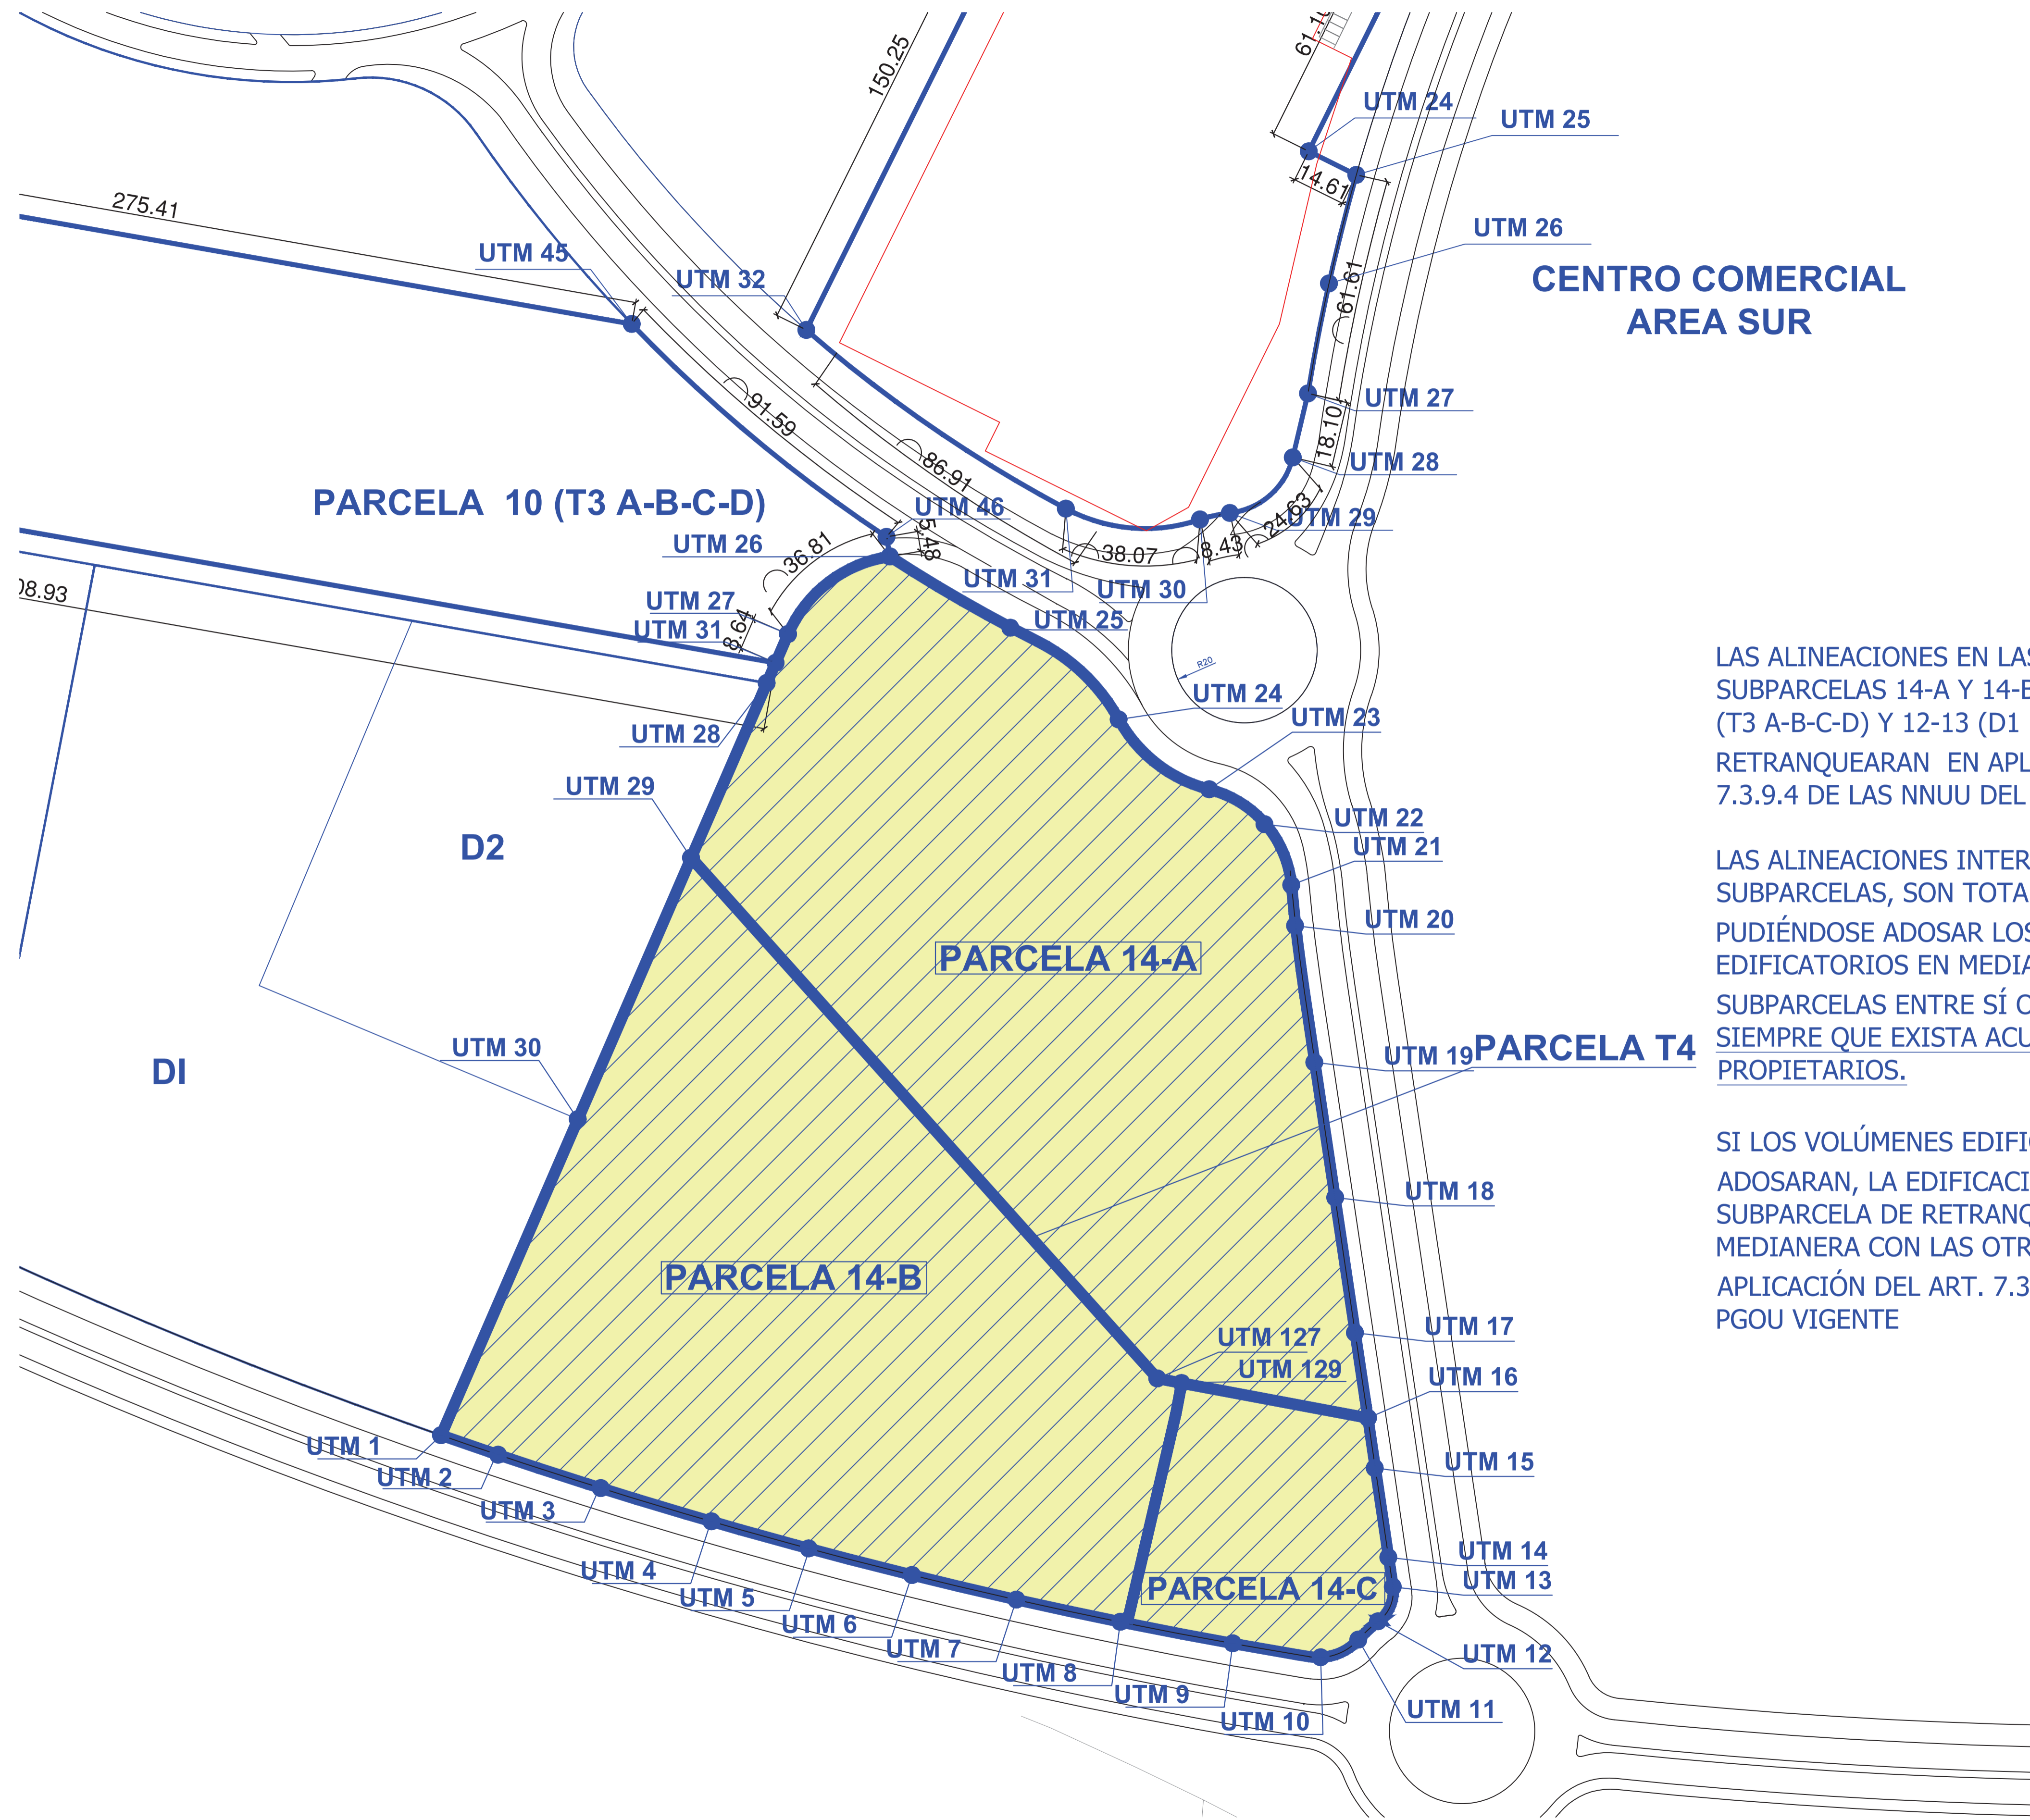 150.25
61.10
UTM 24
UTM 25
14.61
275.41
UTM 26
UTM 45
UTM 32
CENTRO COMERCIAL
AREA SUR
61.61
91.59
UTM 27
18.10
86.91
UTM 28
PARCELA 10 (T3 A-B-C-D)
UTM 46
24.63
UTM 29
5.48
36.81
UTM 26
38.07
8.43
UTM 31
UTM 30
08.93
UTM 27
8.64
UTM 31
UTM 25
R20
UTM 24
UTM 23
UTM 28
UTM 29
UTM 22
D2
UTM 21
UTM 20
PARCELA 14-A
UTM 30
UTM 19
PARCELA T4
DI
UTM 18
PARCELA 14-B
UTM 17
UTM 127
UTM 129
UTM 16
UTM 1
UTM 2
UTM 15
UTM 3
UTM 14
UTM 4
UTM 13
PARCELA 14-C
UTM 5
UTM 6
UTM 7
UTM 12
UTM 8
UTM 9
UTM 11
UTM 10
LAS ALINEACIONES EN LAS
SUBPARCELAS 14-A Y 14-B
(T3 A-B-C-D) Y 12-13 (D1
RETRANQUEARAN EN APL
7.3.9.4 DE LAS NNUU DEL
LAS ALINEACIONES INTER
SUBPARCELAS, SON TOTA
PUDIÉNDOSE ADOSAR LOS
EDIFICATORIOS EN MEDIA
SUBPARCELAS ENTRE SÍ O
SIEMPRE QUE EXISTA ACU
PROPIETARIOS.
SI LOS VOLÚMENES EDIFI
ADOSARAN, LA EDIFICACI
SUBPARCELA DE RETRANQ
MEDIANERA CON LAS OTR
APLICACIÓN DEL ART. 7.3
PGOU VIGENTE